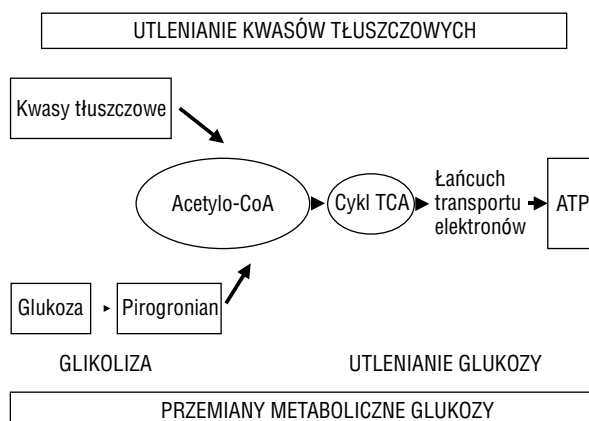 UTLENIANIE KWASÓW TŁUSZCZOWYCH
Kwasy tłuszczowe
Acetylo-CoA
Cykl TCA
Łańcuch
transportu
elektronów
ATP
Glukoza
Pirogronian
GLIKOLIZA
UTLENIANIE GLUKOZY
PRZEMIANY METABOLICZNE GLUKOZY